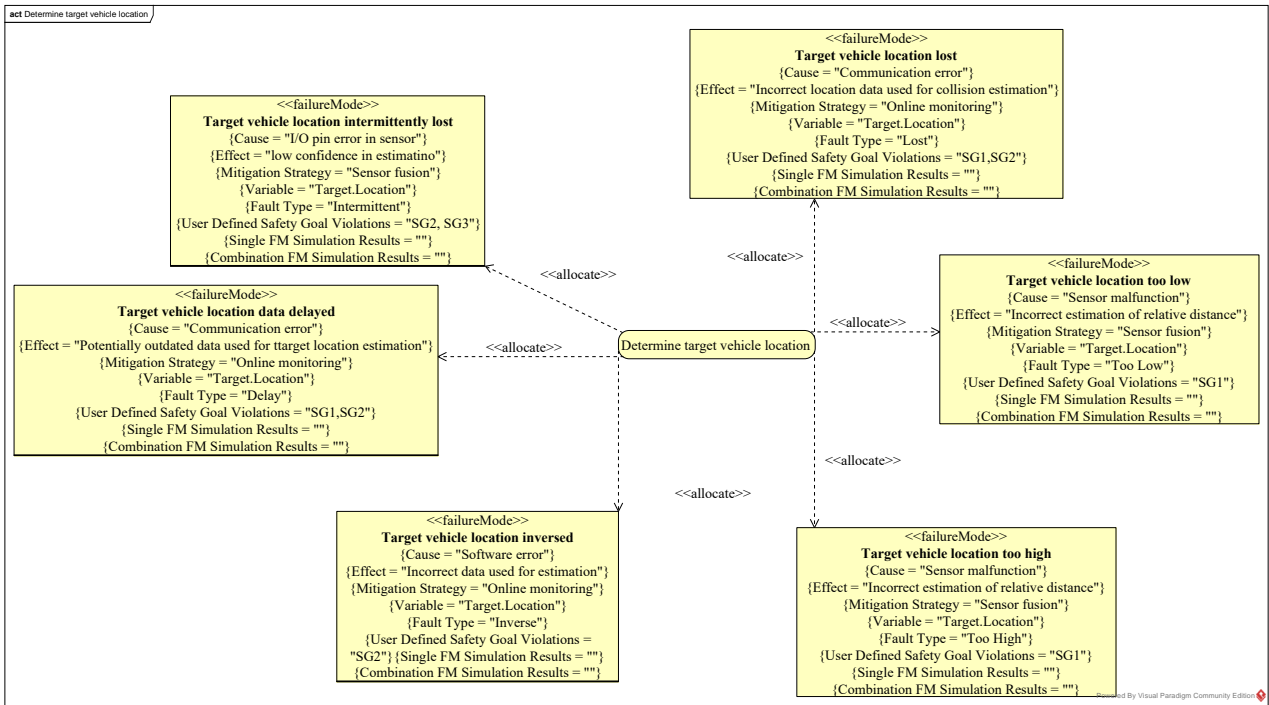 act Determine target vehicle location
<<failureMode>>
Target vehicle location lost
{Cause = "Communication error"}
{Effect = "Incorrect location data used for collision estimation"}
{Mitigation Strategy = "Online monitoring"}
{Variable = "Target.Location"}
{Fault Type = "Lost"}
{User Defined Safety Goal Violations = "SG1,SG2"}
{Single FM Simulation Results = ""}
{Combination FM Simulation Results = ""}
<<failureMode>>
Target vehicle location intermittently lost
{Cause = "I/O pin error in sensor"}
{Effect = "low confidence in estimatino"}
{Mitigation Strategy = "Sensor fusion"}
{Variable = "Target.Location"}
{Fault Type = "Intermittent"}
{User Defined Safety Goal Violations = "SG2, SG3"}
{Single FM Simulation Results = ""}
{Combination FM Simulation Results = ""}
<<allocate>>
<<allocate>>
<<failureMode>>
Target vehicle location too low
{Cause = "Sensor malfunction"}
{Effect = "Incorrect estimation of relative distance"}
{Mitigation Strategy = "Sensor fusion"}
{Variable = "Target.Location"}
{Fault Type = "Too Low"}
{User Defined Safety Goal Violations = "SG1"}
{Single FM Simulation Results = ""}
{Combination FM Simulation Results = ""}
<<failureMode>>
Target vehicle location data delayed
{Cause = "Communication error"}
{Effect = "Potentially outdated data used for ttarget location estimation"}
{Mitigation Strategy = "Online monitoring"}
{Variable = "Target.Location"}
{Fault Type = "Delay"}
{User Defined Safety Goal Violations = "SG1,SG2"}
{Single FM Simulation Results = ""}
{Combination FM Simulation Results = ""}
<<allocate>>
Determine target vehicle location
<<allocate>>
<<allocate>>
<<allocate>>
<<failureMode>>
Target vehicle location inversed
{Cause = "Software error"}
{Effect = "Incorrect data used for estimation"}
{Mitigation Strategy = "Online monitoring"}
{Variable = "Target.Location"}
{Fault Type = "Inverse"}
{User Defined Safety Goal Violations =
"SG2"} {Single FM Simulation Results = ""}
{Combination FM Simulation Results = ""}
<<failureMode>>
Target vehicle location too high
{Cause = "Sensor malfunction"}
{Effect = "Incorrect estimation of relative distance"}
{Mitigation Strategy = "Sensor fusion"}
{Variable = "Target.Location"}
{Fault Type = "Too High"}
{User Defined Safety Goal Violations = "SG1"}
{Single FM Simulation Results = ""}
{Combination FM Simulation Results = ""}
Powered By Visual Paradigm Community Edition